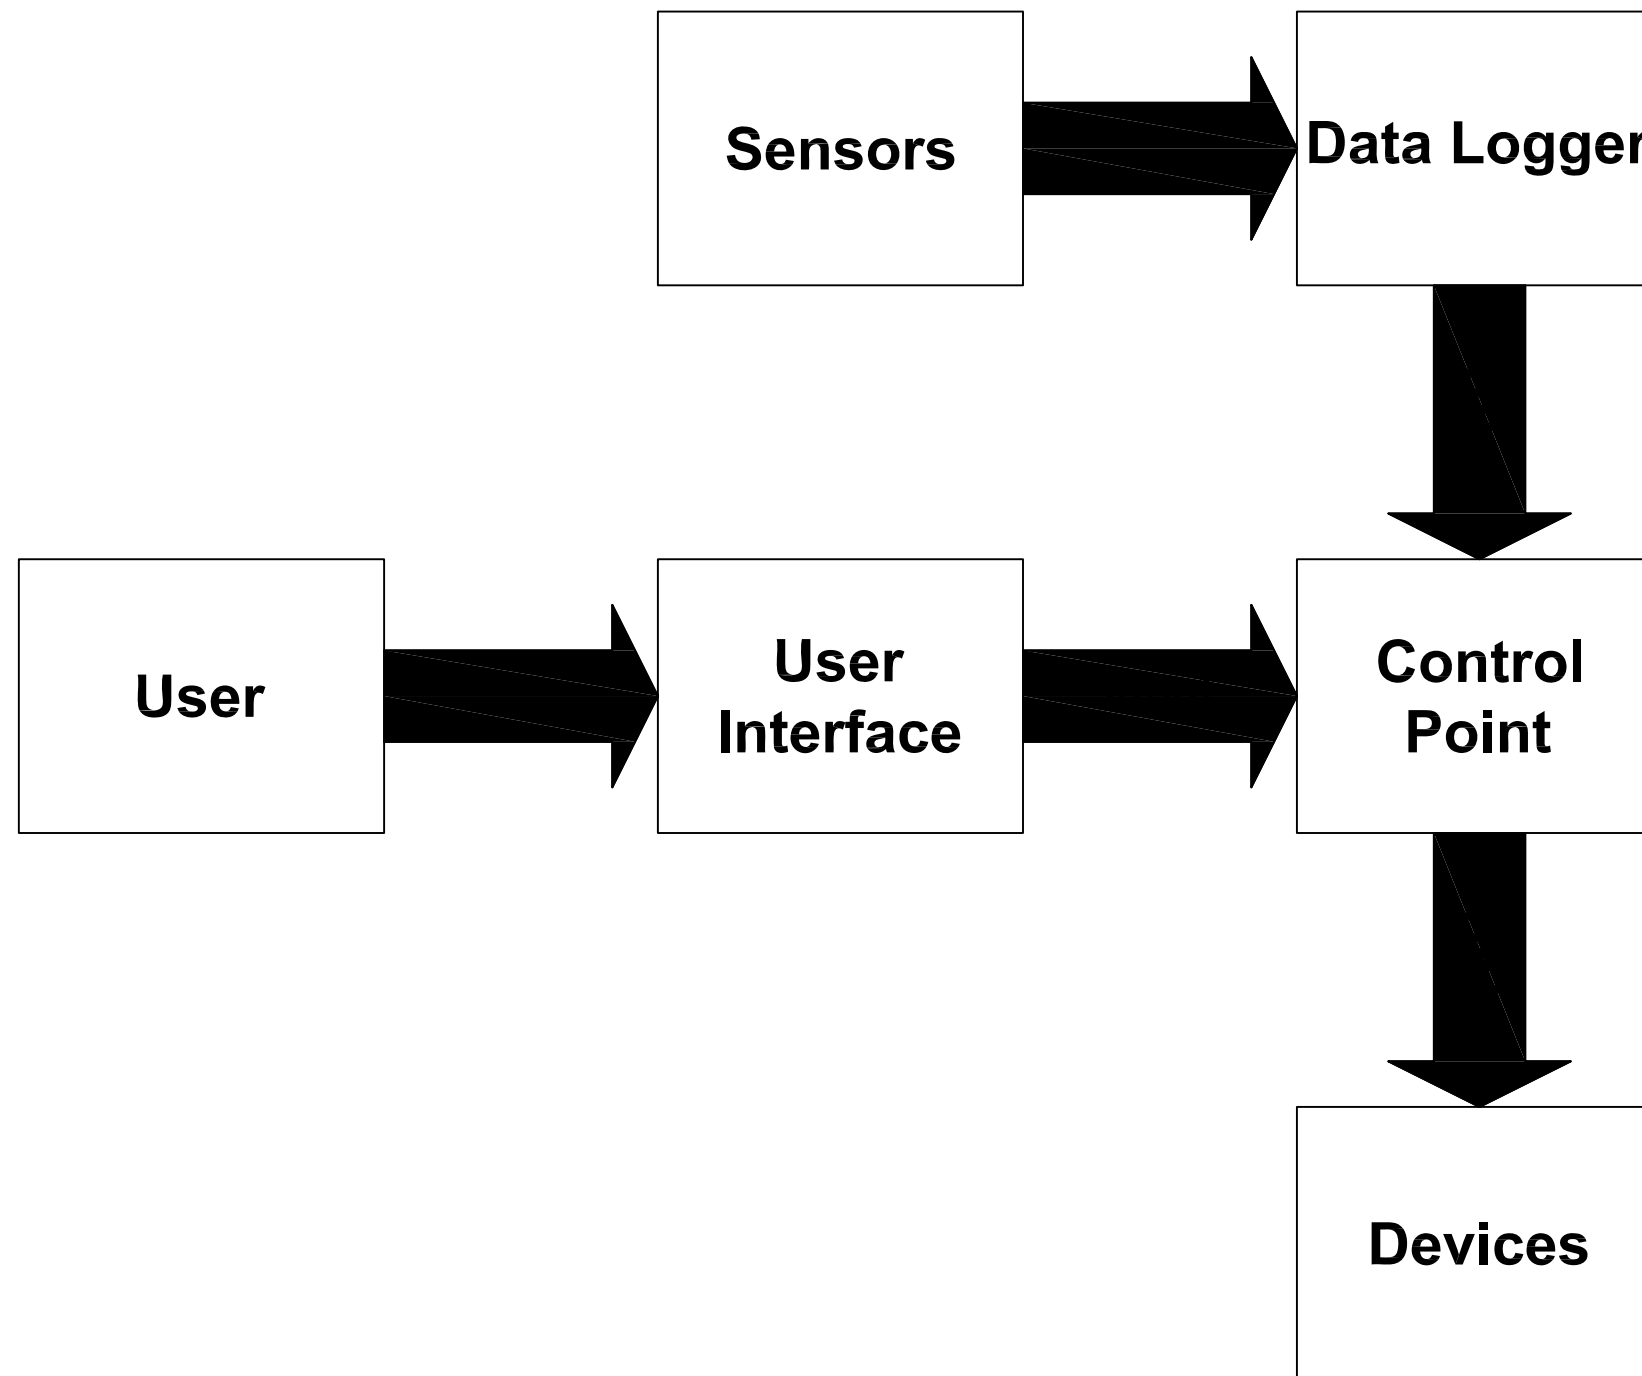 Sensors
Data Logger
User
User
Interface
Control
Point
Devices